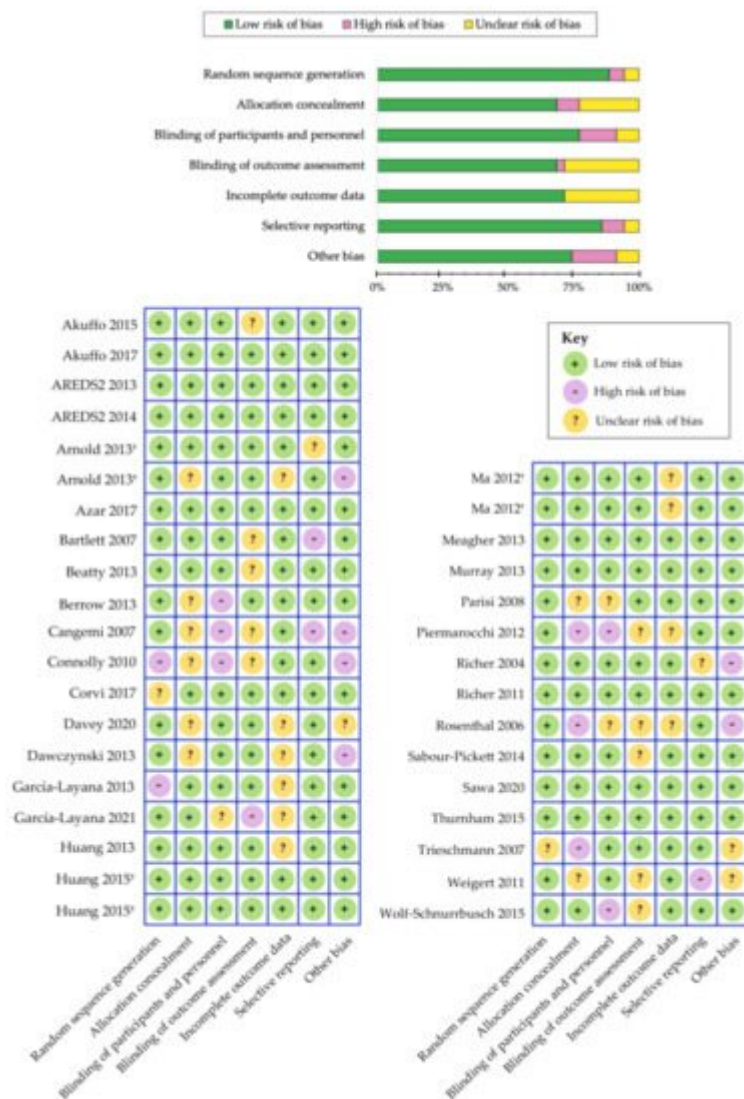 Low risk of bias High risk of bias Unclear risk of bias
Random sequence generation
Allocation concealment
Blinding of participants and personnel
Blinding of outcome assessment
Incomplete outcome data
Selective reporting
Other bias
0% 25% 50% 75% 100%
Akuffo 2015
Akuffo 2017
AREDS2 2013
AREDS2 2014
Arnold 2013
Arnold 2013
Azar 2017
Bartlett 2007
Beatty 2013
Berrow 2013
Cangemi 2007
Connolly 2010
Corvi 2017
Davey 2020
Dawczynski 2013
García-Layana 2013
García-Layana 2021
Huang 2013
Huang 2015
Huang 2015
Random sequence generation
Allocation concealment
Blinding of participants and personnel
Blinding of outcome assessment
Incomplete outcome data
Selective reporting
Other bias
Key
+ Low risk of bias
- High risk of bias
? Unclear risk of bias
Ma 2012
Ma 2012
Meagher 2013
Murray 2013
Parisi 2008
Piermarocchi 2012
Richer 2004
Richer 2011
Rosenthal 2006
Sabour-Pickett 2014
Sawa 2020
Thurnham 2015
Trieschmann 2007
Weigert 2011
Wolf-Schnurrbusch 2015
Random sequence generation
Allocation concealment
Blinding of participants and personnel
Blinding of outcome assessment
Incomplete outcome data
Selective reporting
Other bias